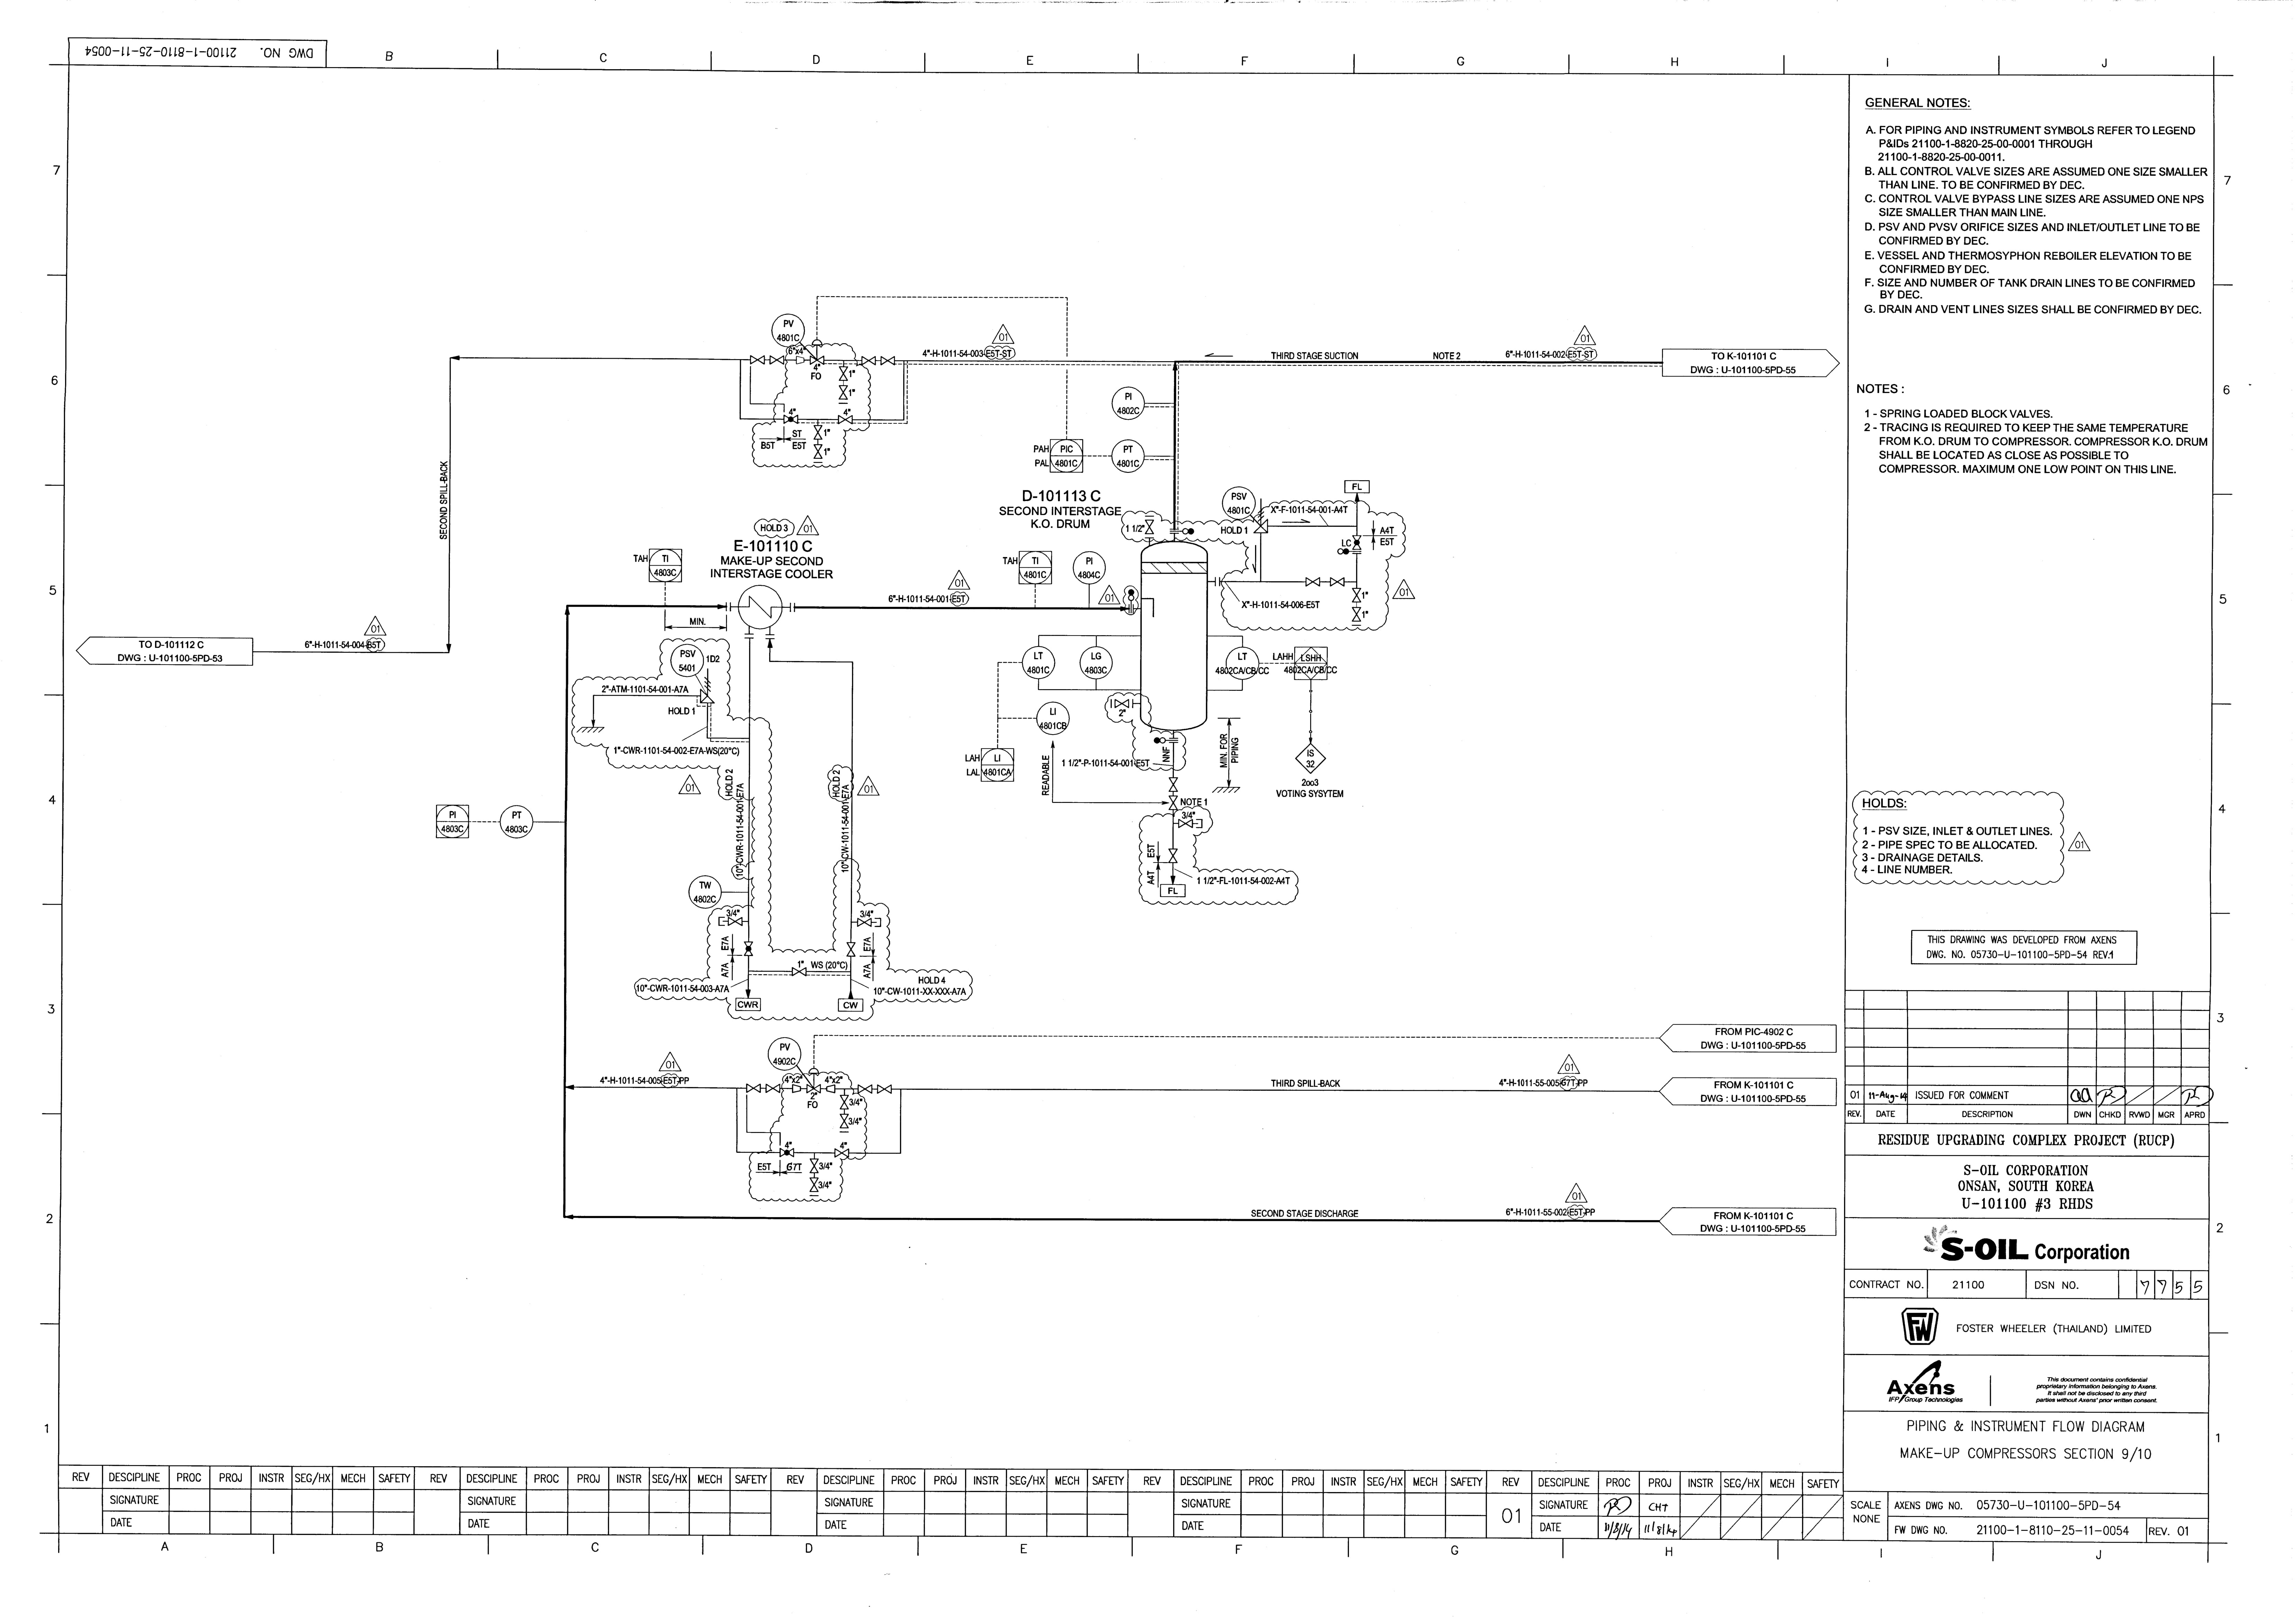 DWG NO. 21100-1-8110-25-11-0054
B
C
D
E
F
G
H
I
J
7
6
5
4
3
2
1
GENERAL NOTES:
A. FOR PIPING AND INSTRUMENT SYMBOLS REFER TO LEGEND
P&IDs 21100-1-8820-25-00-0001 THROUGH
21100-1-8820-25-00-0011.
B. ALL CONTROL VALVE SIZES ARE ASSUMED ONE SIZE SMALLER
THAN LINE. TO BE CONFIRMED BY DEC.
C. CONTROL VALVE BYPASS LINE SIZES ARE ASSUMED ONE NPS
SIZE SMALLER THAN MAIN LINE.
D. PSV AND PVSV ORIFICE SIZES AND INLET/OUTLET LINE TO BE
CONFIRMED BY DEC.
E. VESSEL AND THERMOSYPHON REBOILER ELEVATION TO BE
CONFIRMED BY DEC.
F. SIZE AND NUMBER OF TANK DRAIN LINES TO BE CONFIRMED
BY DEC.
G. DRAIN AND VENT LINES SIZES SHALL BE CONFIRMED BY DEC.
NOTES :
1 - SPRING LOADED BLOCK VALVES.
2 - TRACING IS REQUIRED TO KEEP THE SAME TEMPERATURE
FROM K.O. DRUM TO COMPRESSOR. COMPRESSOR K.O. DRUM
SHALL BE LOCATED AS CLOSE AS POSSIBLE TO
COMPRESSOR. MAXIMUM ONE LOW POINT ON THIS LINE.
HOLDS:
1 - PSV SIZE, INLET & OUTLET LINES.
2 - PIPE SPEC TO BE ALLOCATED.
3 - DRAINAGE DETAILS.
4 - LINE NUMBER.
01
THIS DRAWING WAS DEVELOPED FROM AXENS
DWG. NO. 05730-U-101100-5PD-54 REV.1
PV
4801C
6"x4"
4"
FO
1"
1"
4"
4"
ST
B5T
E5T
1"
1"
4"-H-1011-54-003-E5T-ST
01
THIRD STAGE SUCTION
NOTE 2
6"-H-1011-54-002-E5T-ST
01
TO K-101101 C
DWG : U-101100-5PD-55
PI
4802C
PAH
PAL
PIC
4801C
PT
4801C
SECOND SPILL-BACK
D-101113 C
SECOND INTERSTAGE
K.O. DRUM
1 1/2"
PSV
4801C
HOLD 1
X"-F-1011-54-001-A4T
FL
A4T
E5T
LC
1"
1"
X"-H-1011-54-006-E5T
01
HOLD 3
01
E-101110 C
MAKE-UP SECOND
INTERSTAGE COOLER
TAH
TI
4803C
MIN.
6"-H-1011-54-001-E5T
01
TAH
TI
4801C
PI
4804C
01
TO D-101112 C
DWG : U-101100-5PD-53
6"-H-1011-54-004-B5T
01
PSV
5401
1D2
2"-ATM-1101-54-001-A7A
HOLD 1
1"-CWR-1101-54-002-E7A-WS(20°C)
01
HOLD 2
10"-CWR-1011-54-001-E7A
HOLD 2
10"-CW-1011-54-001-E7A
01
LT
4801C
LG
4803C
LT
4802CA/CB/CC
LAHH
LSHH
4802CA/CB/CC
IS
32
2oo3
VOTING SYSYTEM
LI
4801CB
LAH
LAL
LI
4801CA
READABLE
2"
NNF
1 1/2"-P-1011-54-001-E5T
MIN. FOR
PIPING
NOTE 1
3/4"
E5T
A4T
1 1/2"-FL-1011-54-002-A4T
FL
PI
4803C
PT
4803C
TW
4802C
3/4"
3/4"
E7A
A7A
E7A
A7A
1"
WS (20°C)
10"-CWR-1011-54-003-A7A
HOLD 4
10"-CW-1011-XX-XXX-A7A
CWR
CW
FROM PIC-4902 C
DWG : U-101100-5PD-55
PV
4902C
4"x2"
4"x2"
2"
FO
3/4"
3/4"
4"
4"
E5T
G7T
3/4"
3/4"
4"-H-1011-54-005-E5T-PP
01
THIRD SPILL-BACK
4"-H-1011-55-005-G7T-PP
01
FROM K-101101 C
DWG : U-101100-5PD-55
SECOND STAGE DISCHARGE
6"-H-1011-55-002-E5T-PP
01
FROM K-101101 C
DWG : U-101100-5PD-55
01 11-Aug-14 ISSUED FOR COMMENT
REV. DATE DESCRIPTION DWN CHKD RVWD MGR APRD
RESIDUE UPGRADING COMPLEX PROJECT (RUCP)
S-OIL CORPORATION
ONSAN, SOUTH KOREA
U-101100 #3 RHDS
S-OIL Corporation
CONTRACT NO. 21100 DSN NO. 7 7 5 5
FW FOSTER WHEELER (THAILAND) LIMITED
Axens
IFP Group Technologies
This document contains confidential
proprietary information belonging to Axens.
It shall not be disclosed to any third
parties without Axens' prior written consent.
PIPING & INSTRUMENT FLOW DIAGRAM
MAKE-UP COMPRESSORS SECTION 9/10
SCALE
NONE
AXENS DWG NO. 05730-U-101100-5PD-54
FW DWG NO. 21100-1-8110-25-11-0054 REV. 01
REV DESCIPLINE PROC PROJ INSTR SEG/HX MECH SAFETY REV DESCIPLINE PROC PROJ INSTR SEG/HX MECH SAFETY REV DESCIPLINE PROC PROJ INSTR SEG/HX MECH SAFETY REV DESCIPLINE PROC PROJ INSTR SEG/HX MECH SAFETY REV DESCIPLINE PROC PROJ INSTR SEG/HX MECH SAFETY
SIGNATURE SIGNATURE SIGNATURE SIGNATURE 01 SIGNATURE CHT
DATE DATE DATE DATE DATE 11/8/14
A B C D E F G H I J